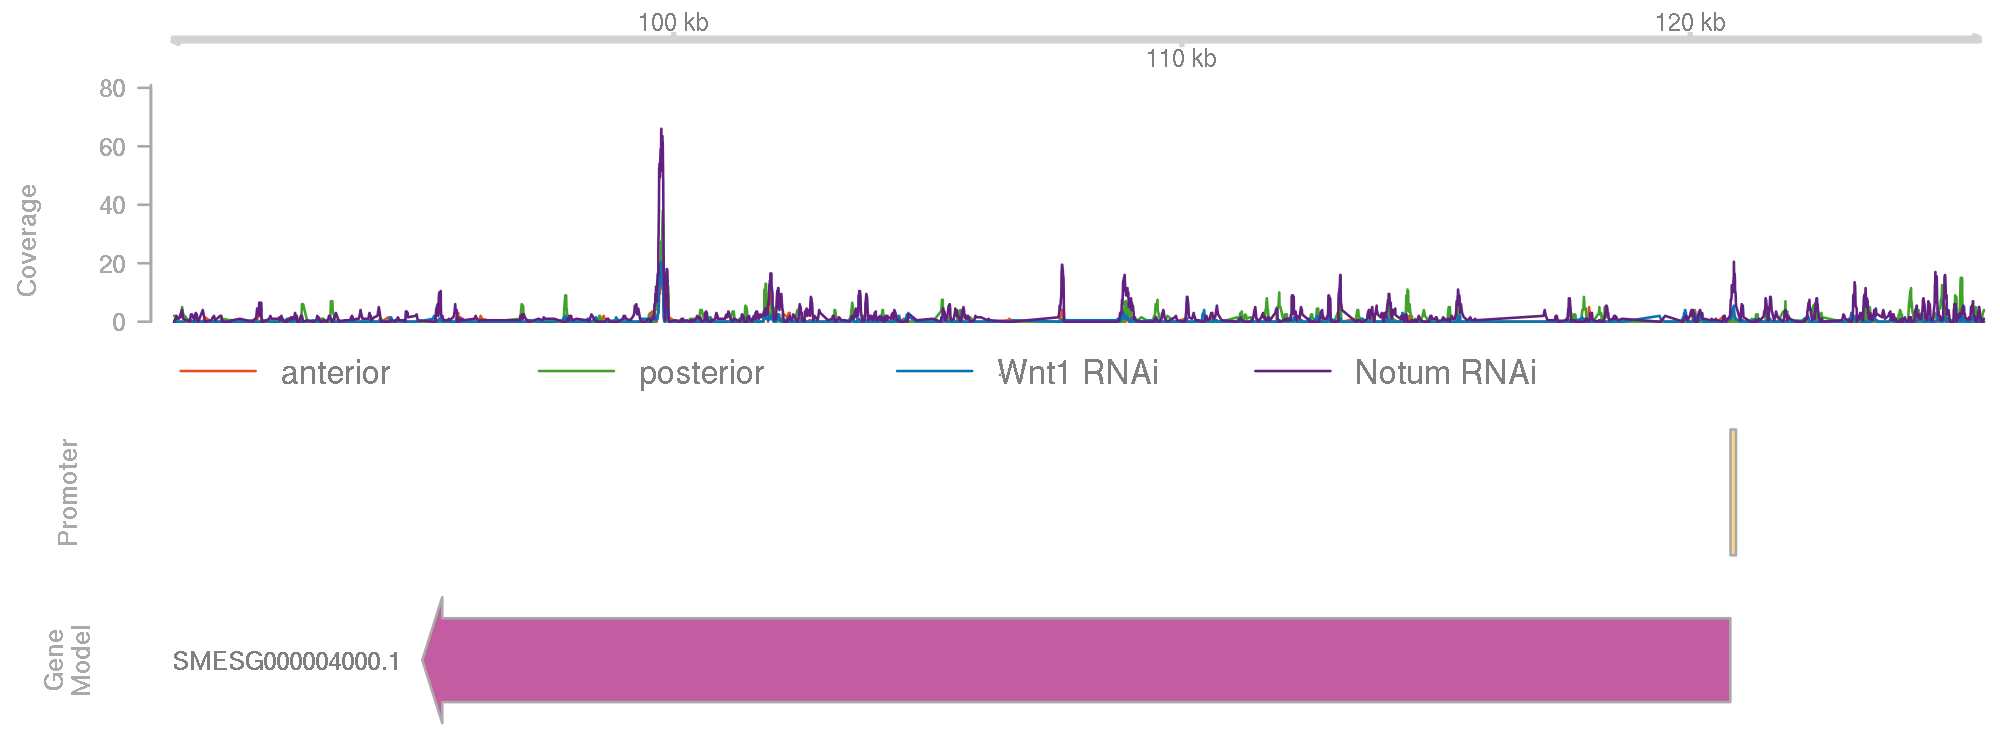 100 kb
120 kb
110 kb
80
60
40
20
0
Coverage
anterior posterior Wnt1 RNAi Notum RNAi
Promoter
Gene
Model
SMESG000004000.1